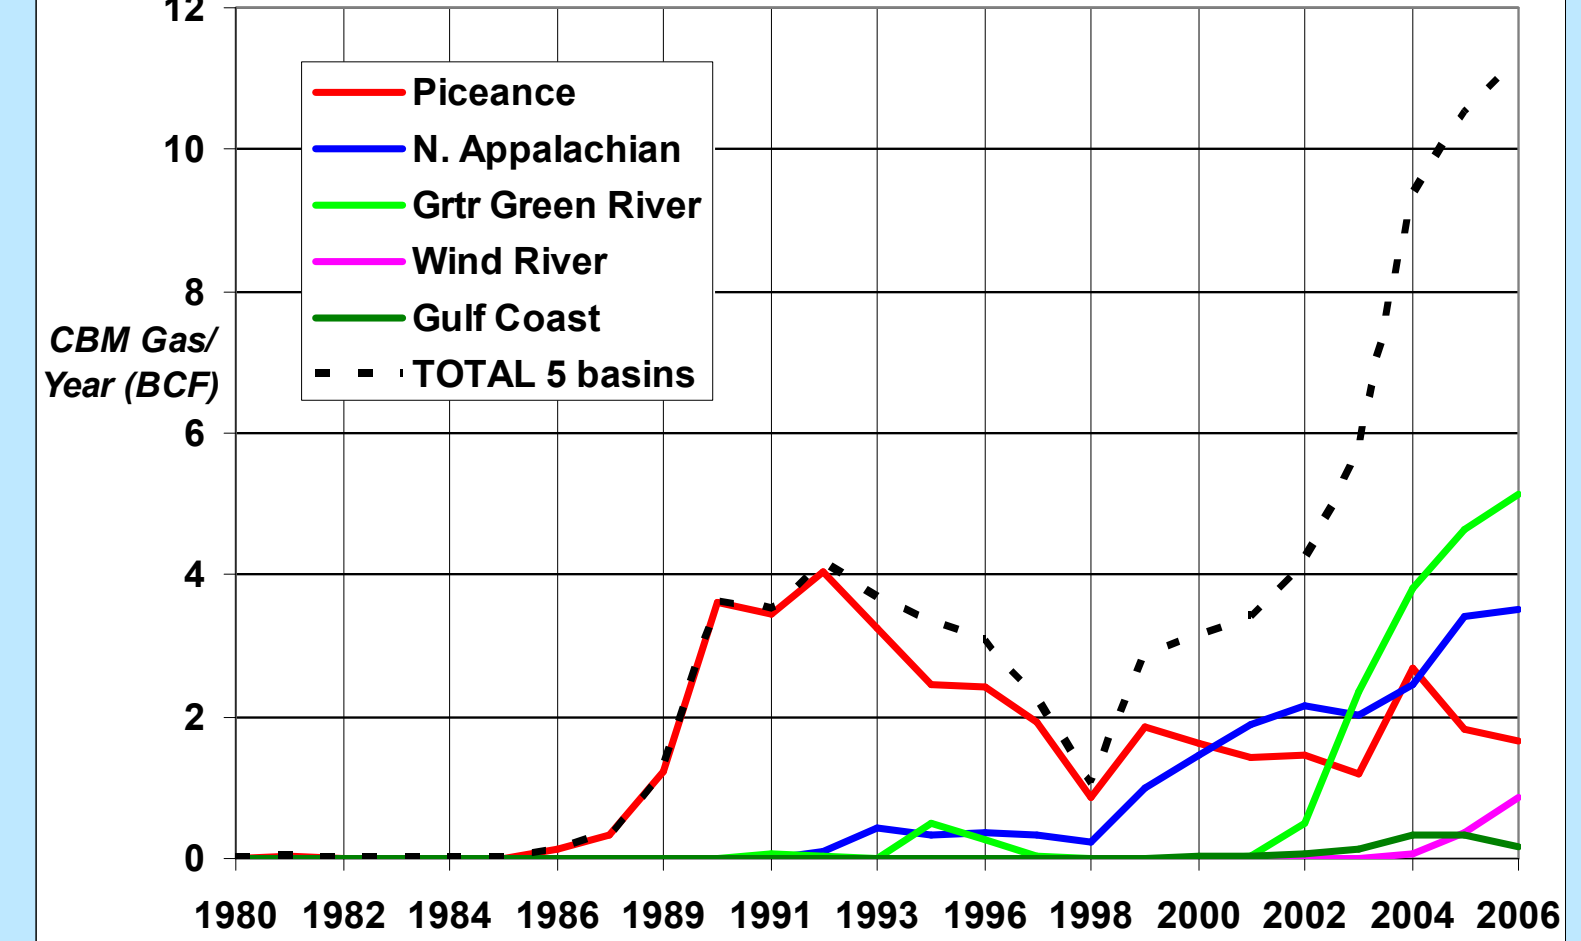 12
10
8
6
4
2
0
CBM Gas/
Year (BCF)
Piceance
N. Appalachian
Grtr Green River
Wind River
Gulf Coast
TOTAL 5 basins
1980 1982 1984 1986 1989 1991 1993 1996 1998 2000 2002 2004 2006